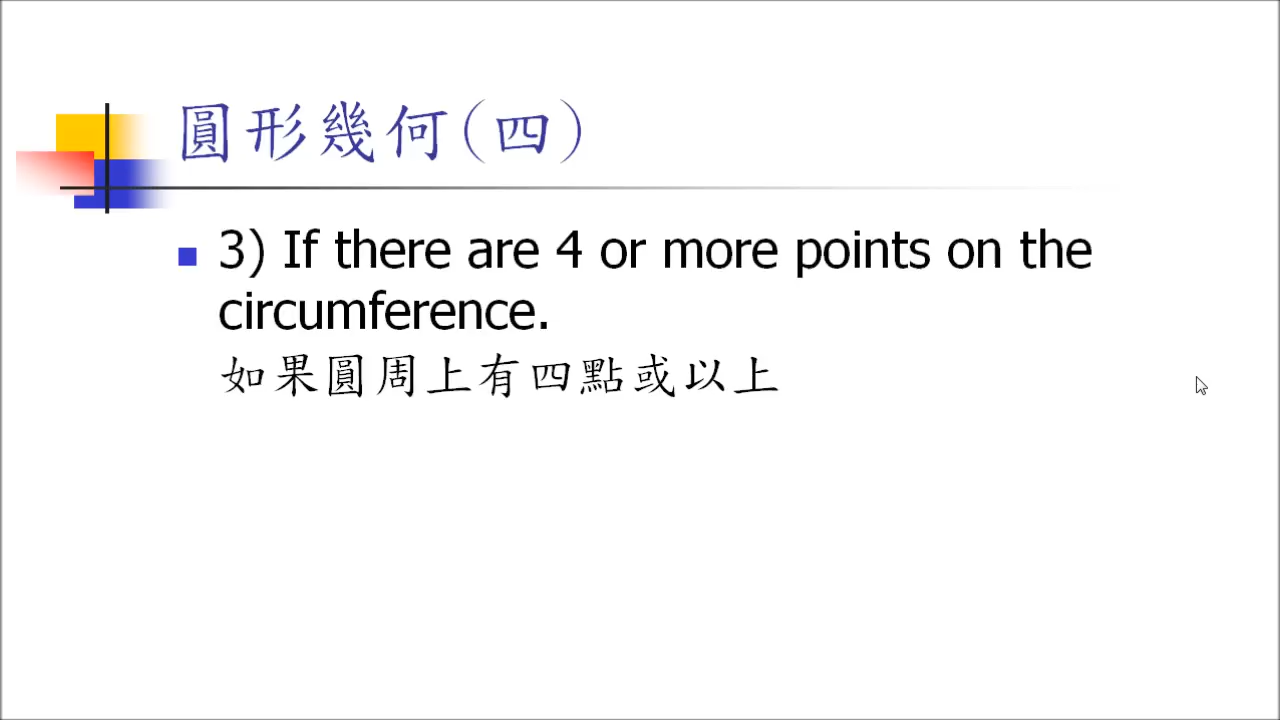 圓形幾何(四)
3) If there are 4 or more points on the
circumference.
如果圓周上有四點或以上